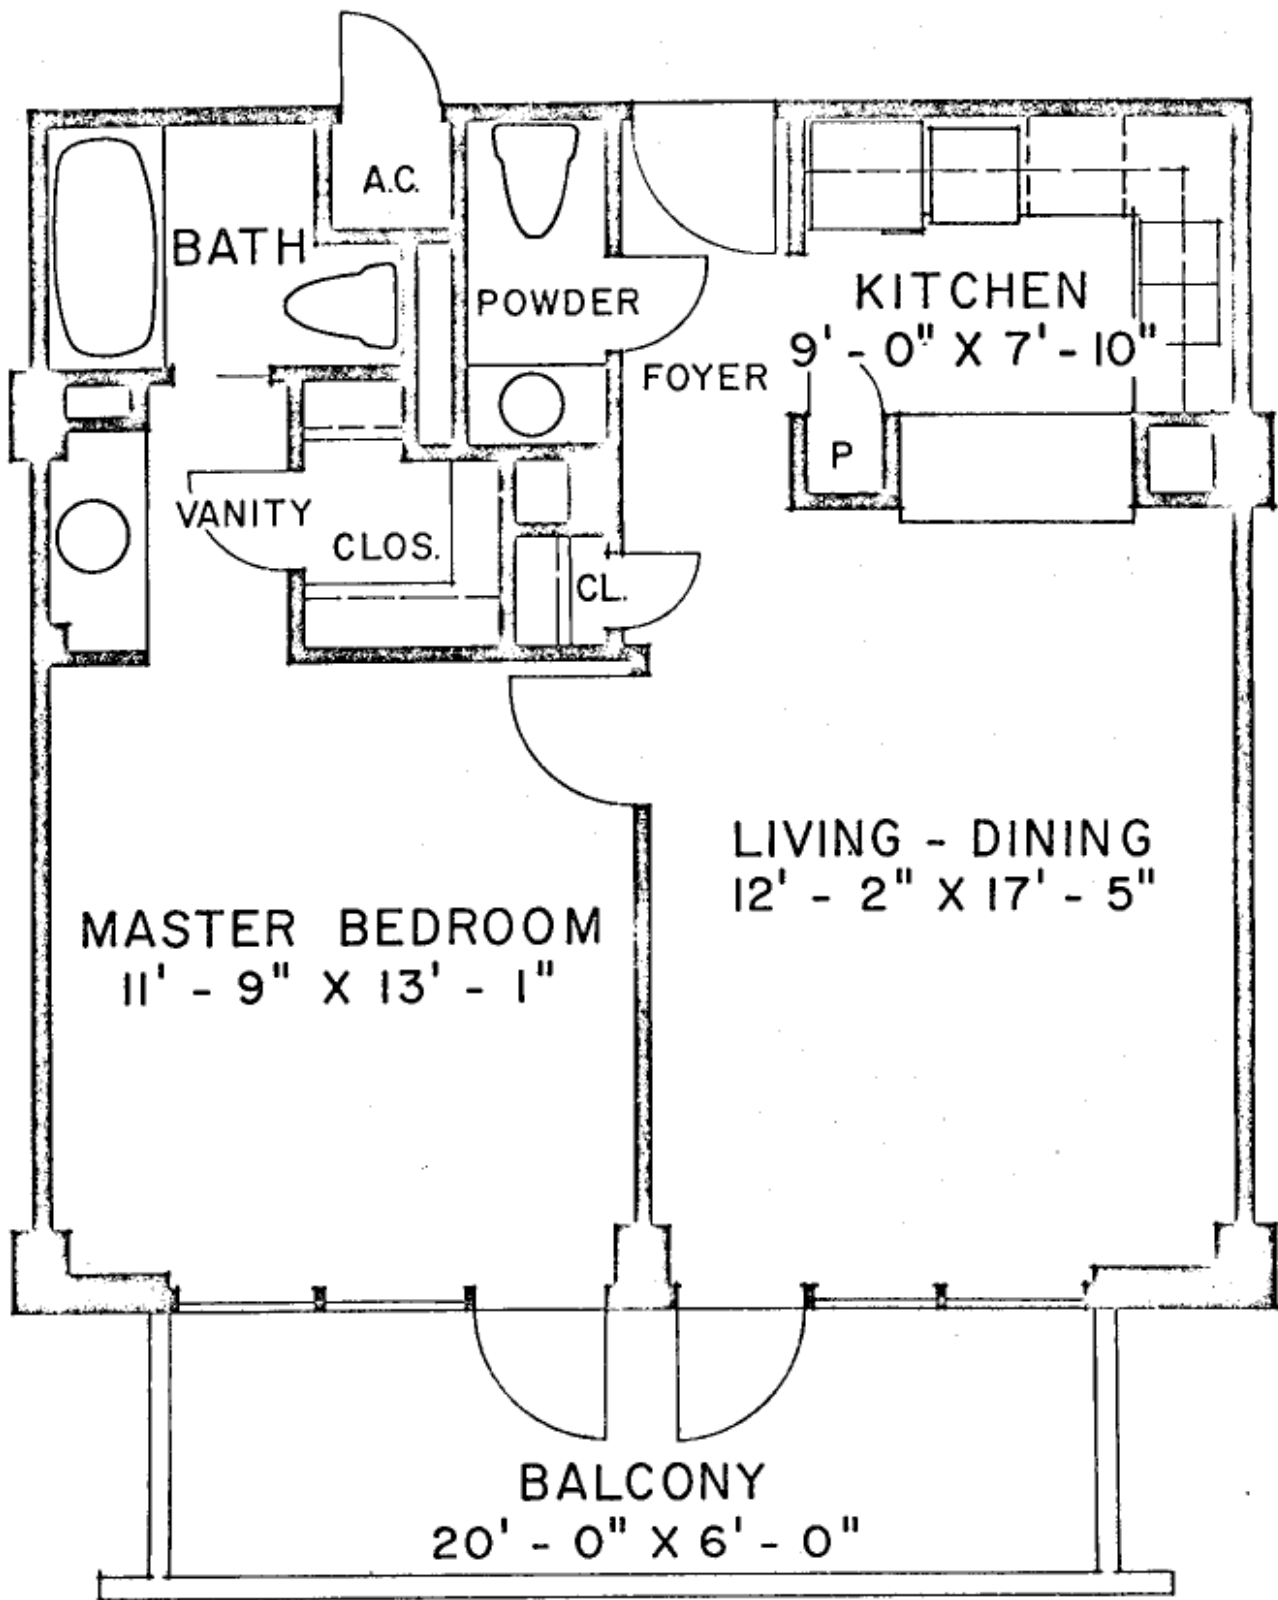 A.C.
BATH
POWDER
KITCHEN
9' - 0" X 7' - 10"
FOYER
P
VANITY
CLOS.
CL.
LIVING - DINING
12' - 2" X 17' - 5"
MASTER BEDROOM
11' - 9" X 13' - 1"
BALCONY
20' - 0" X 6' - 0"